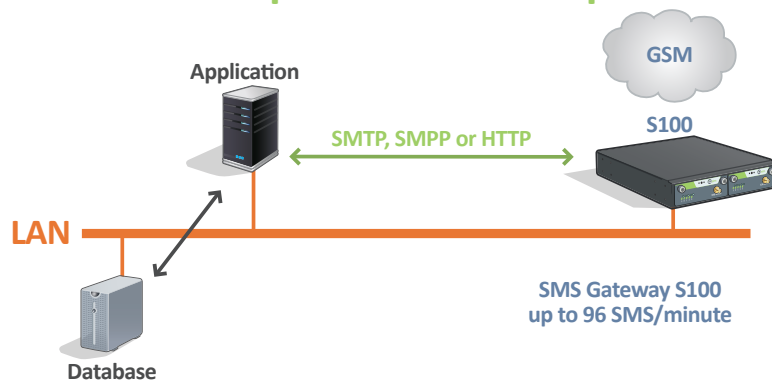 GSM
Application
S100
SMTP, SMPP or HTTP
LAN
SMS Gateway S100
up to 96 SMS/minute
Database